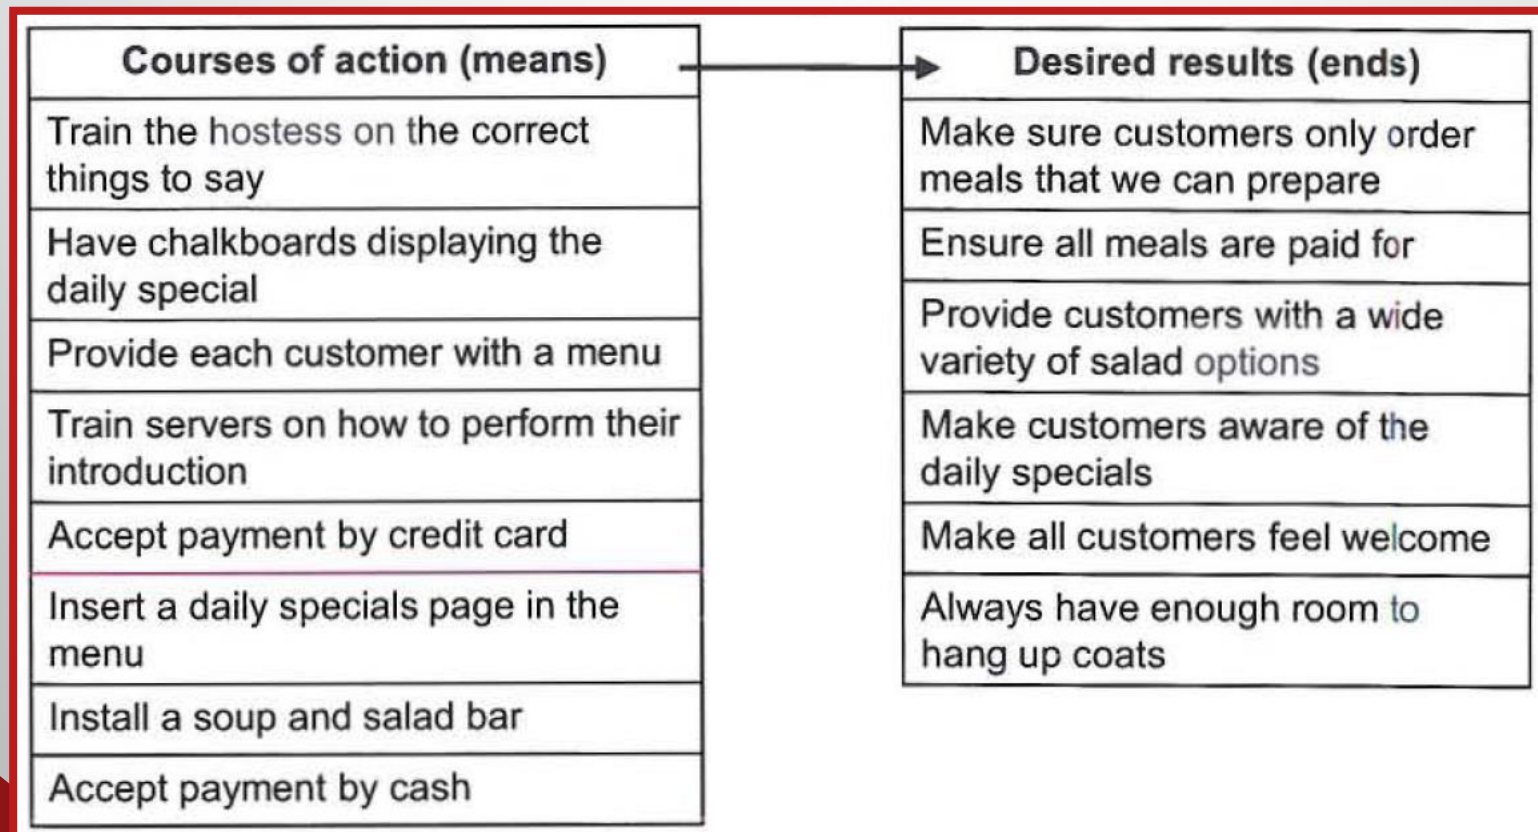 Courses of action (means)
Train the hostess on the correct
things to say
Have chalkboards displaying the
daily special
Provide each customer with a menu
Train servers on how to perform their
introduction
Accept payment by credit card
Insert a daily specials page in the
menu
Install a soup and salad bar
Accept payment by cash
Desired results (ends)
Make sure customers only order
meals that we can prepare
Ensure all meals are paid for
Provide customers with a wide
variety of salad options
Make customers aware of the
daily specials
Make all customers feel welcome
Always have enough room to
hang up coats